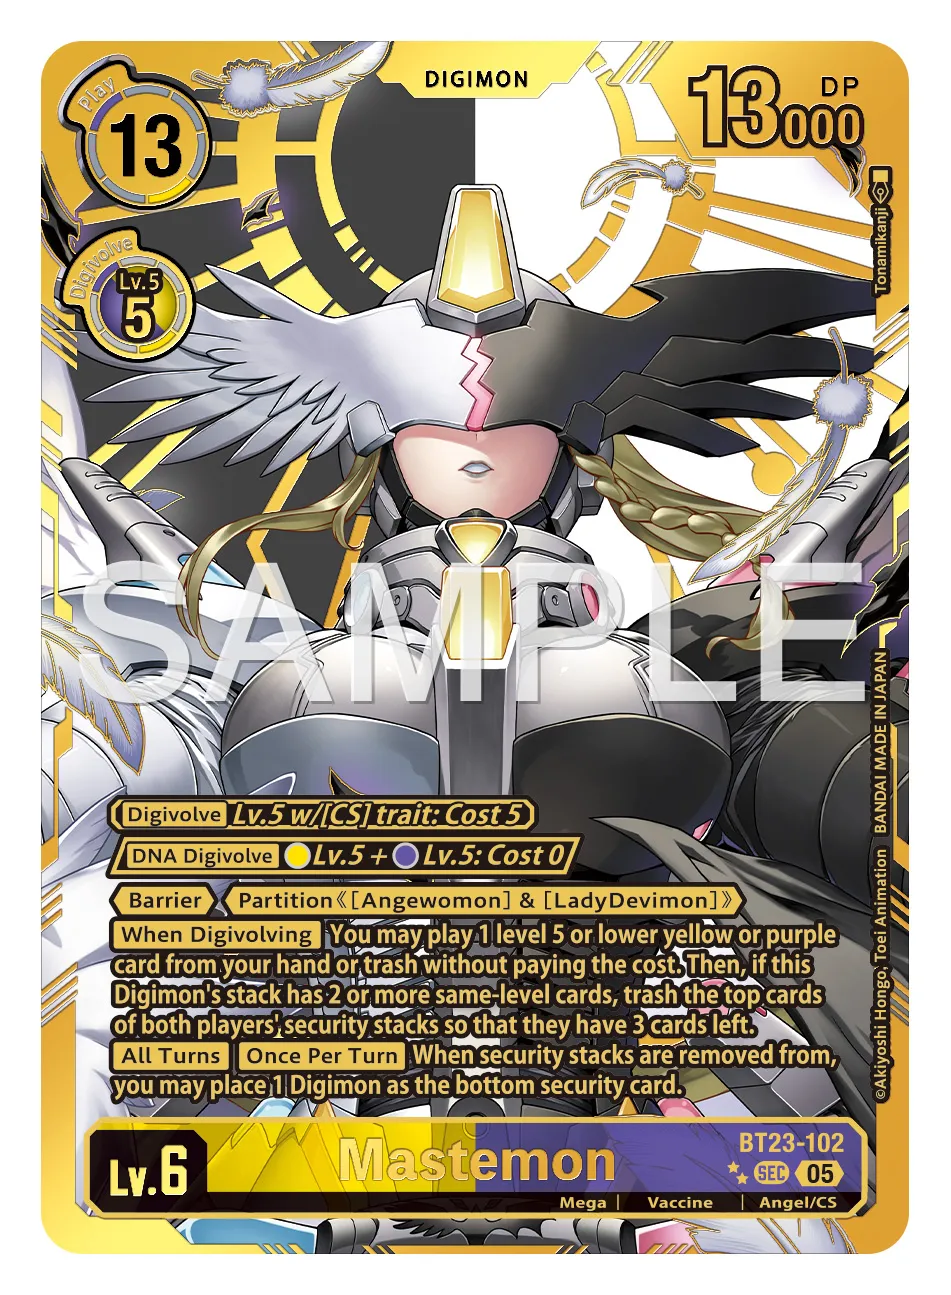 DIGIMON
Play
13
DP
13000
Digivolve
Lv.5
5
Tonamikanji
SAMPLE
Digivolve Lv.5 w/[CS] trait: Cost 5
DNA Digivolve Lv.5 + Lv.5: Cost 0
Barrier Partition《[Angewomon] & [LadyDevimon]》
When Digivolving You may play 1 level 5 or lower yellow or purple
card from your hand or trash without paying the cost. Then, if this
Digimon's stack has 2 or more same-level cards, trash the top cards
of both players' security stacks so that they have 3 cards left.
All Turns Once Per Turn When security stacks are removed from,
you may place 1 Digimon as the bottom security card.
©Akiyoshi Hongo, Toei Animation BANDAI MADE IN JAPAN
Lv.6
Mastemon
BT23-102
SEC 05
Mega | Vaccine | Angel/CS